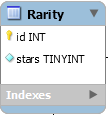 Rarity
id INT
stars TINYINT
Indexes